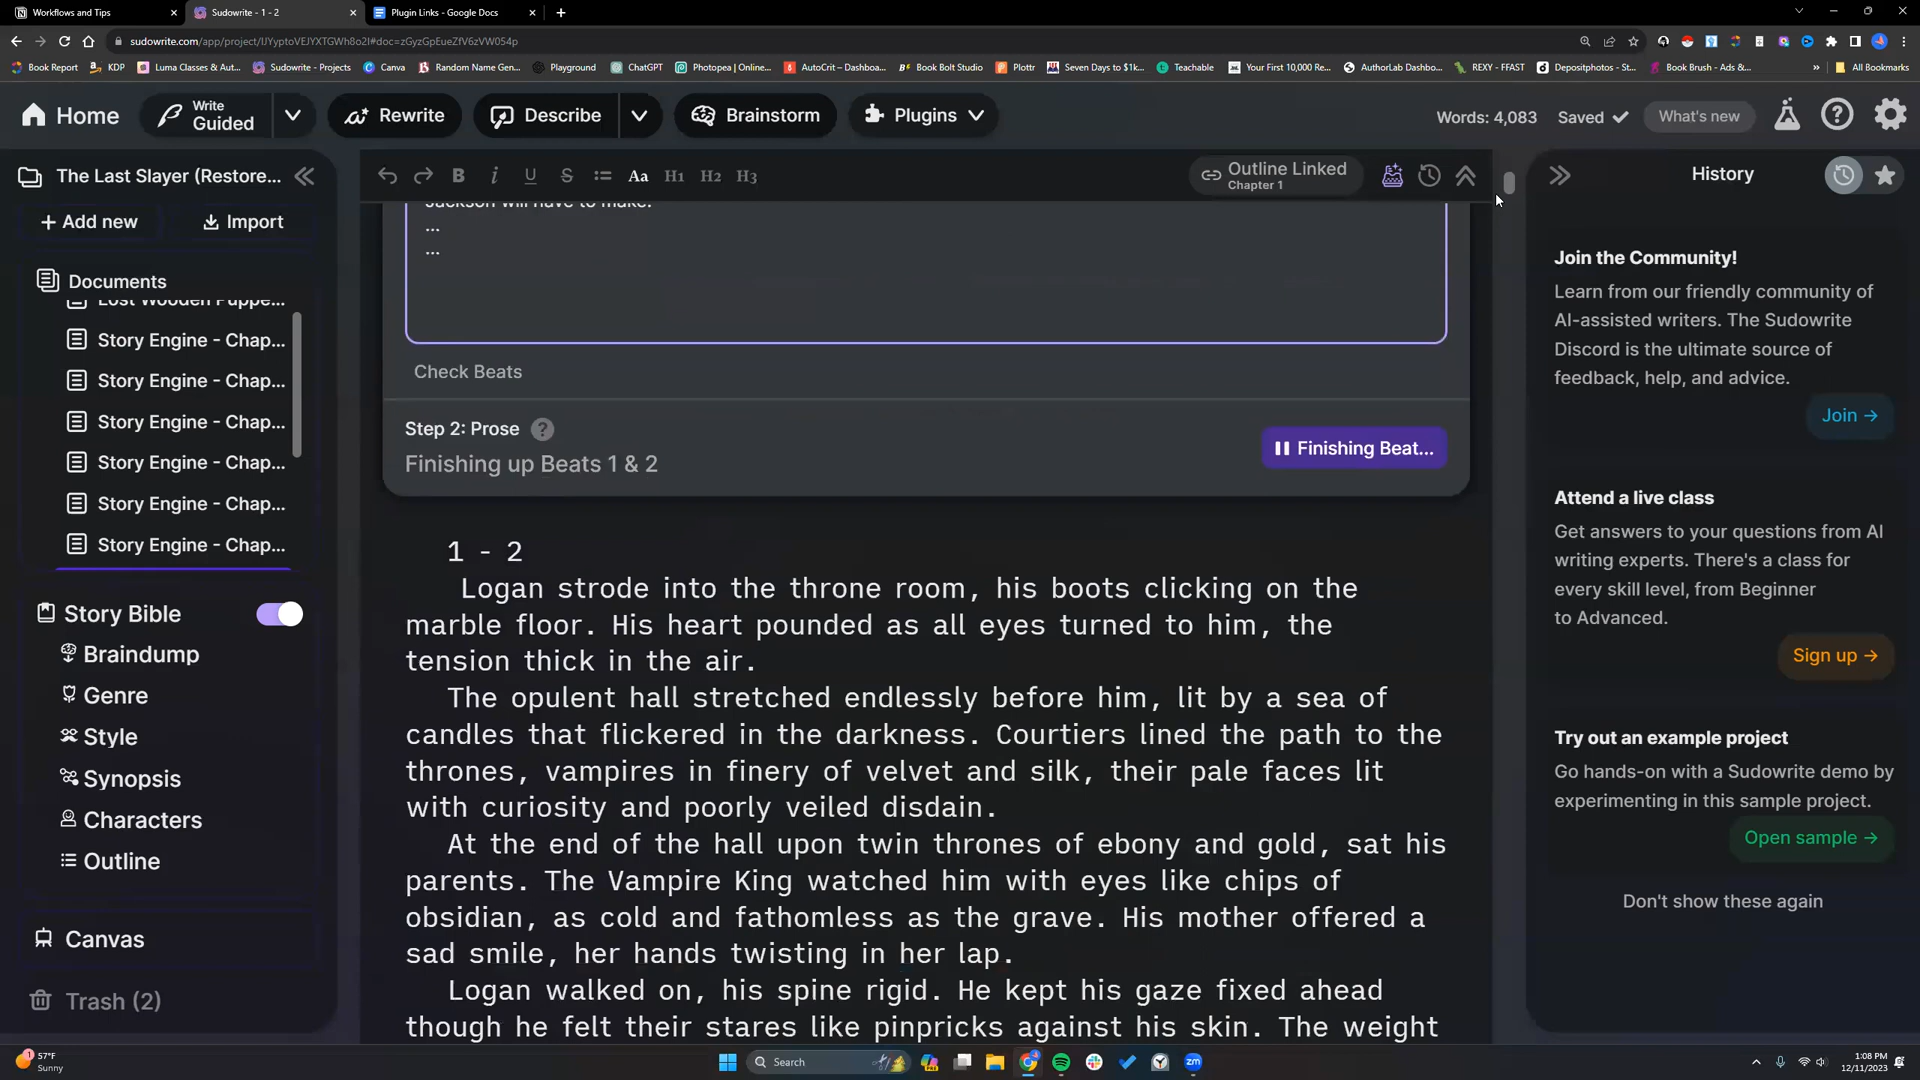 Workflows and Tips
Sudowrite - 1 - 2
Plugin Links - Google Docs
sudowrite.com/app/project/IJYyptoVEJYXTGWh8o2I#doc=zGyzGpEueZfV6zVW054p
Book Report
KDP
Luma Classes & Aut...
Sudowrite - Projects
Canva
Random Name Gen...
Playground
ChatGPT
Photopea | Online...
AutoCrit – Dashboa...
Book Bolt Studio
Plottr
Seven Days to $1k...
Teachable
Your First 10,000 Re...
AuthorLab Dashbo...
REXY - FFAST
Depositphotos - St...
Book Brush - Ads &...
» All Bookmarks
Home
Write Guided
Rewrite
Describe
Brainstorm
Plugins
Words: 4,083
Saved
What's new
The Last Slayer (Restore...
+ Add new
Import
Documents
Lost Wooden Puppe...
Story Engine - Chap...
Story Engine - Chap...
Story Engine - Chap...
Story Engine - Chap...
Story Engine - Chap...
Story Engine - Chap...
Story Bible
Braindump
Genre
Style
Synopsis
Characters
Outline
Canvas
Trash (2)
B i U S Aa H1 H2 H3
Outline Linked
Chapter 1
Jackson will have to make.
...
...
Check Beats
Step 2: Prose ?
Finishing up Beats 1 & 2
Finishing Beat...
1 - 2
Logan strode into the throne room, his boots clicking on the
marble floor. His heart pounded as all eyes turned to him, the
tension thick in the air.
The opulent hall stretched endlessly before him, lit by a sea of
candles that flickered in the darkness. Courtiers lined the path to the
thrones, vampires in finery of velvet and silk, their pale faces lit
with curiosity and poorly veiled disdain.
At the end of the hall upon twin thrones of ebony and gold, sat his
parents. The Vampire King watched him with eyes like chips of
obsidian, as cold and fathomless as the grave. His mother offered a
sad smile, her hands twisting in her lap.
Logan walked on, his spine rigid. He kept his gaze fixed ahead
though he felt their stares like pinpricks against his skin. The weight
History
Join the Community!
Learn from our friendly community of
AI-assisted writers. The Sudowrite
Discord is the ultimate source of
feedback, help, and advice.
Join →
Attend a live class
Get answers to your questions from AI
writing experts. There's a class for
every skill level, from Beginner
to Advanced.
Sign up →
Try out an example project
Go hands-on with a Sudowrite demo by
experimenting in this sample project.
Open sample →
Don't show these again
57°F
Sunny
Search
1:08 PM
12/11/2023